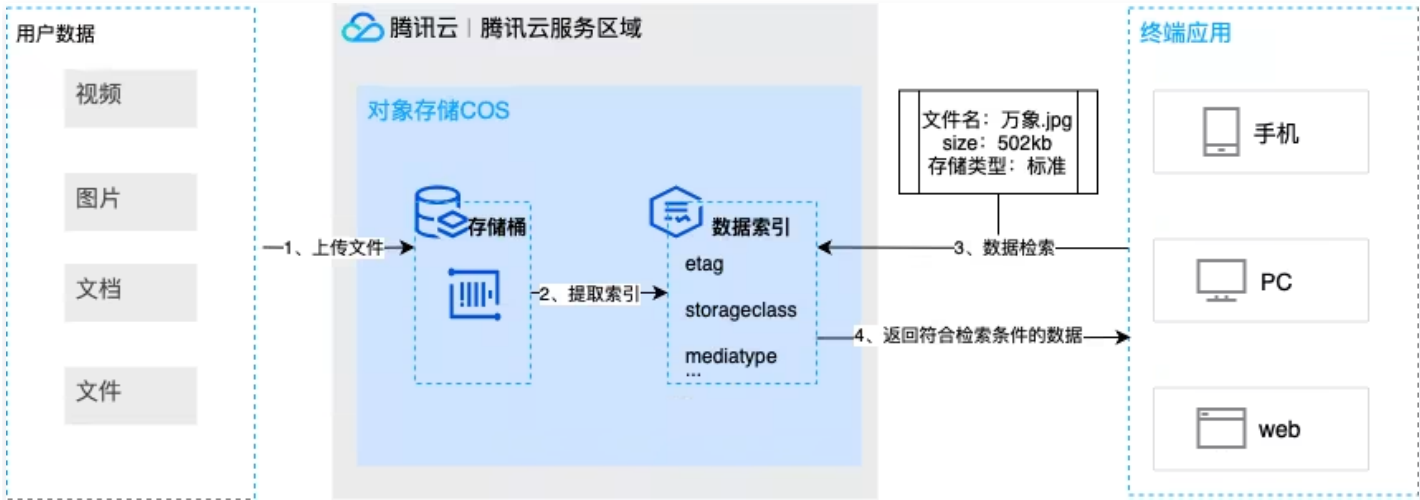 用户数据
视频
图片
文档
文件
腾讯云 | 腾讯云服务区域
对象存储COS
1、上传文件
存储桶
2、提取索引
数据索引
etag
storageclass
mediatype
...
文件名：万象.jpg
size：502kb
存储类型：标准
3、数据检索
4、返回符合检索条件的数据
终端应用
手机
PC
web